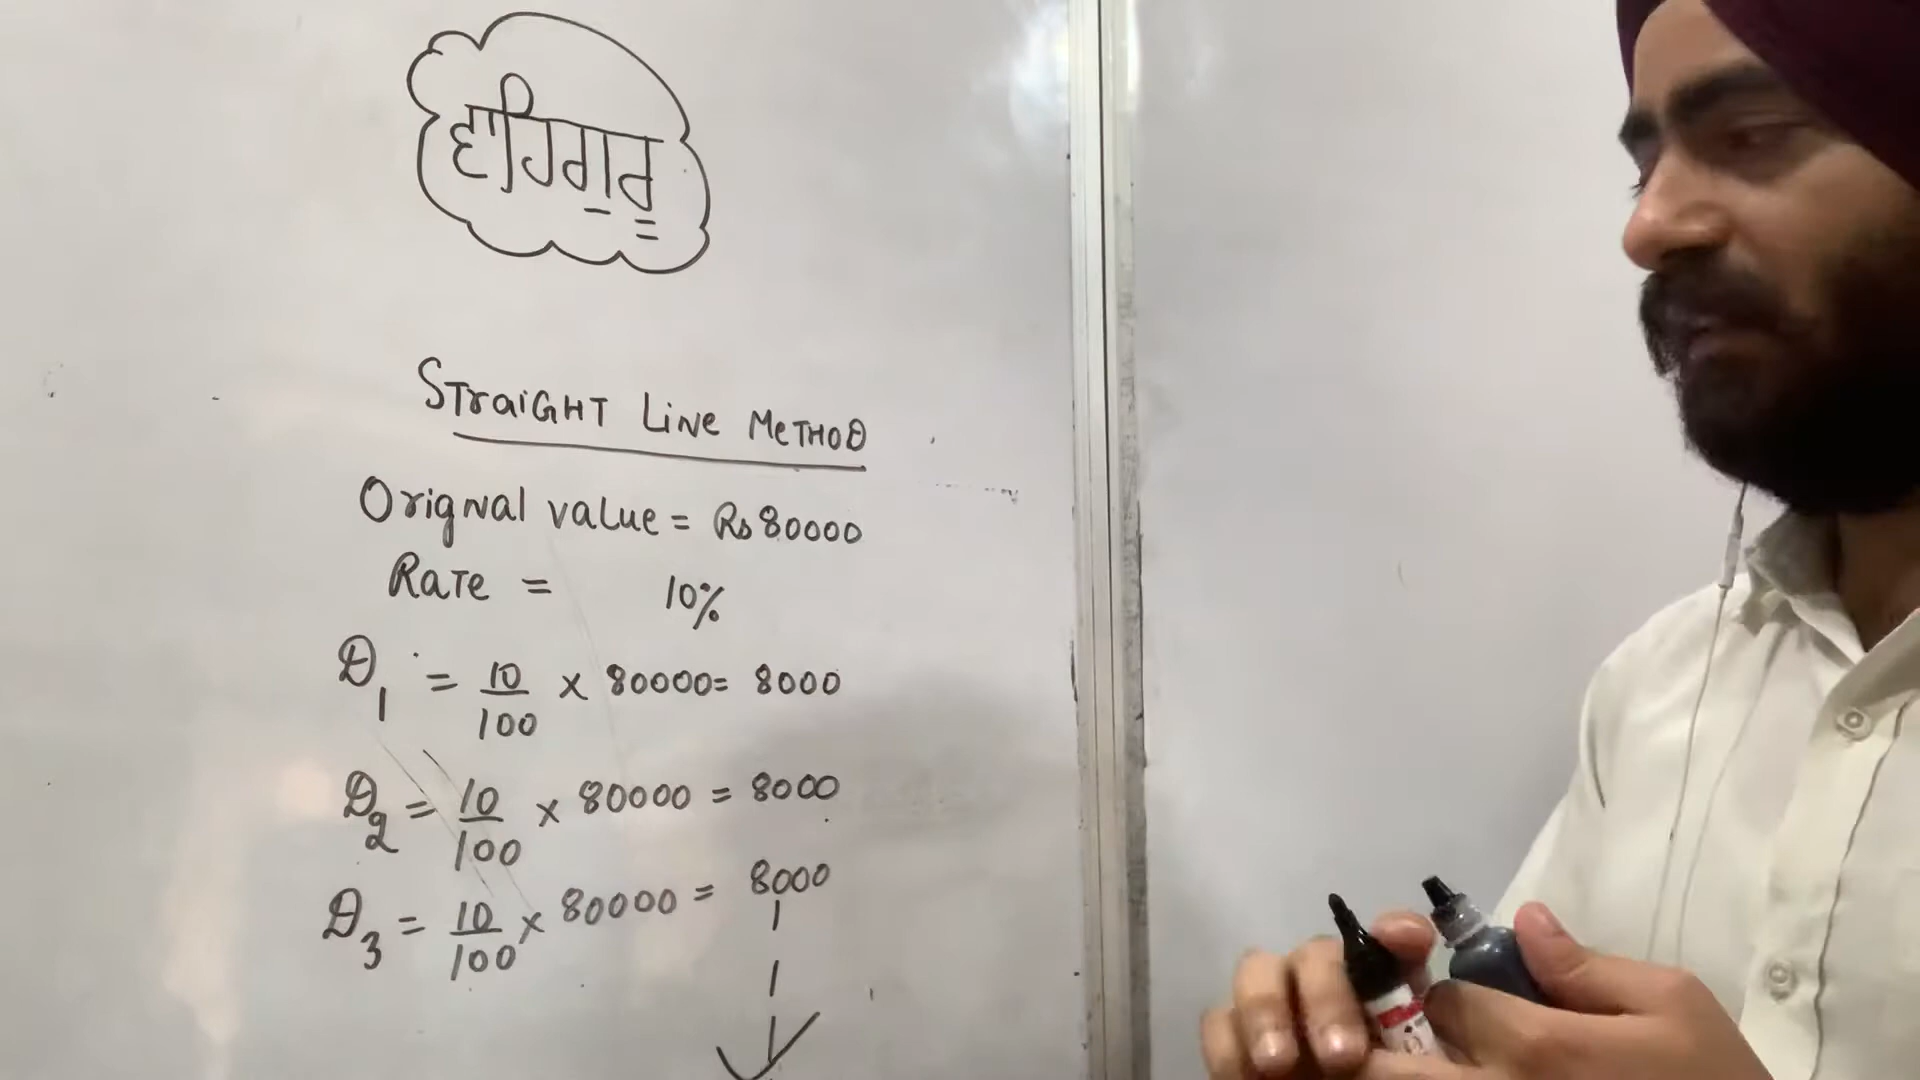 ਵਾਹਿਗੁਰੂ
STraiGHT LiNe MeTHOD
Orignal value = Rs 80000
RaTe = 10%
D1 = 10/100 × 80000 = 8000
D2 = 10/100 × 80000 = 8000
D3 = 10/100 × 80000 = 8000